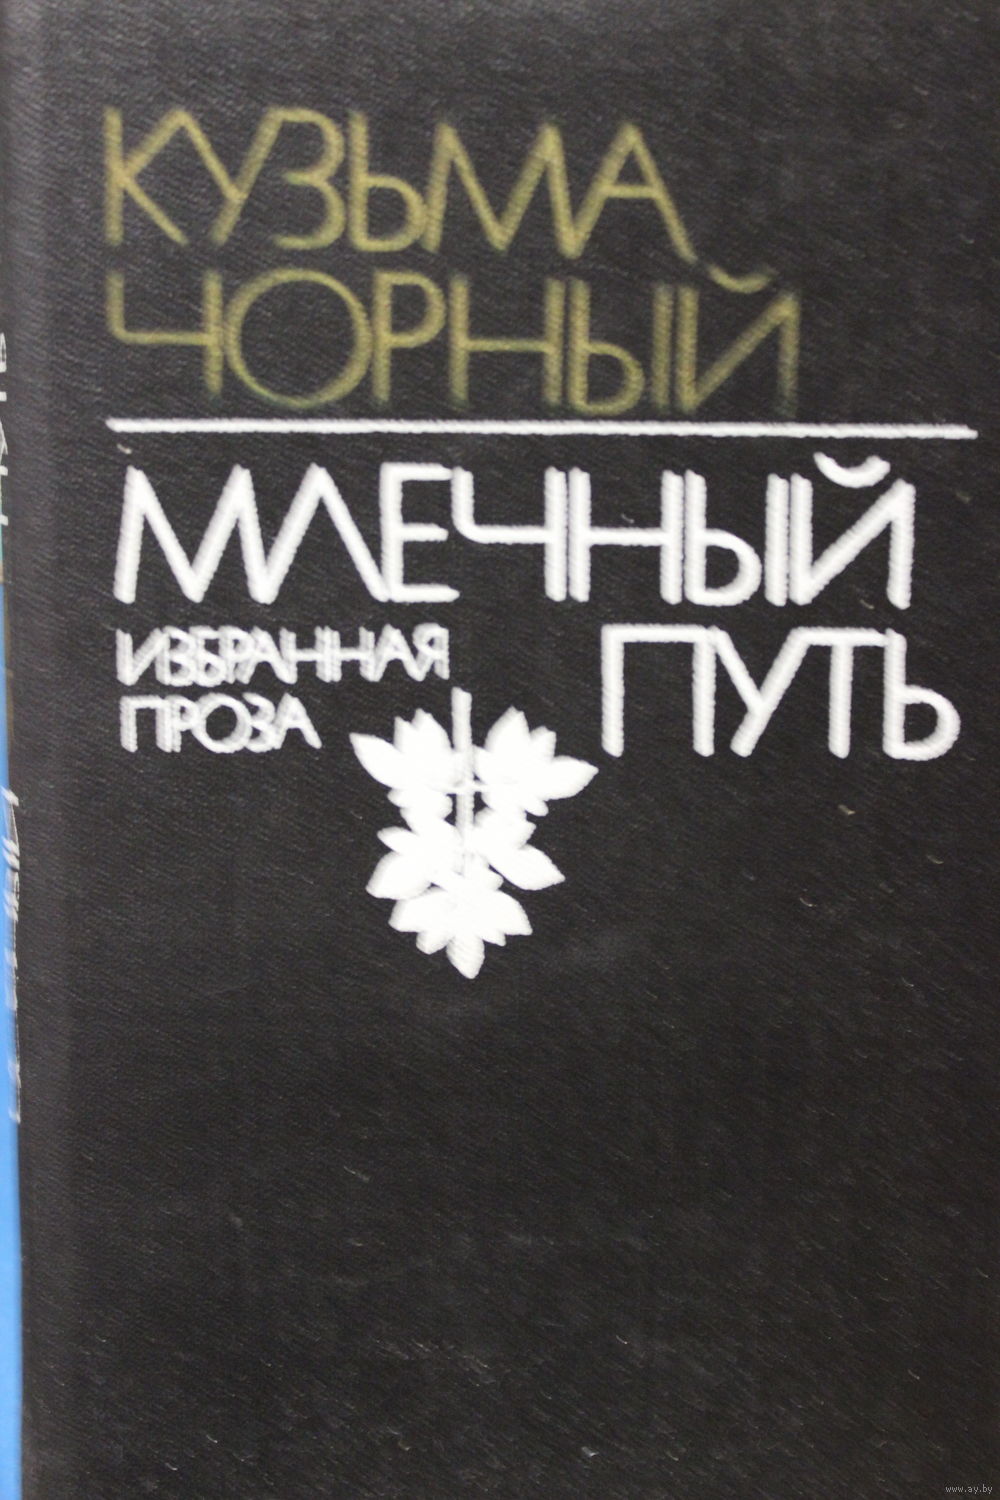 КУЗЬМА
ЧОРНЫЙ
МЛЕЧНЫЙ
ПУТЬ
ИЗБРАННАЯ
ПРОЗА
www.ay.by